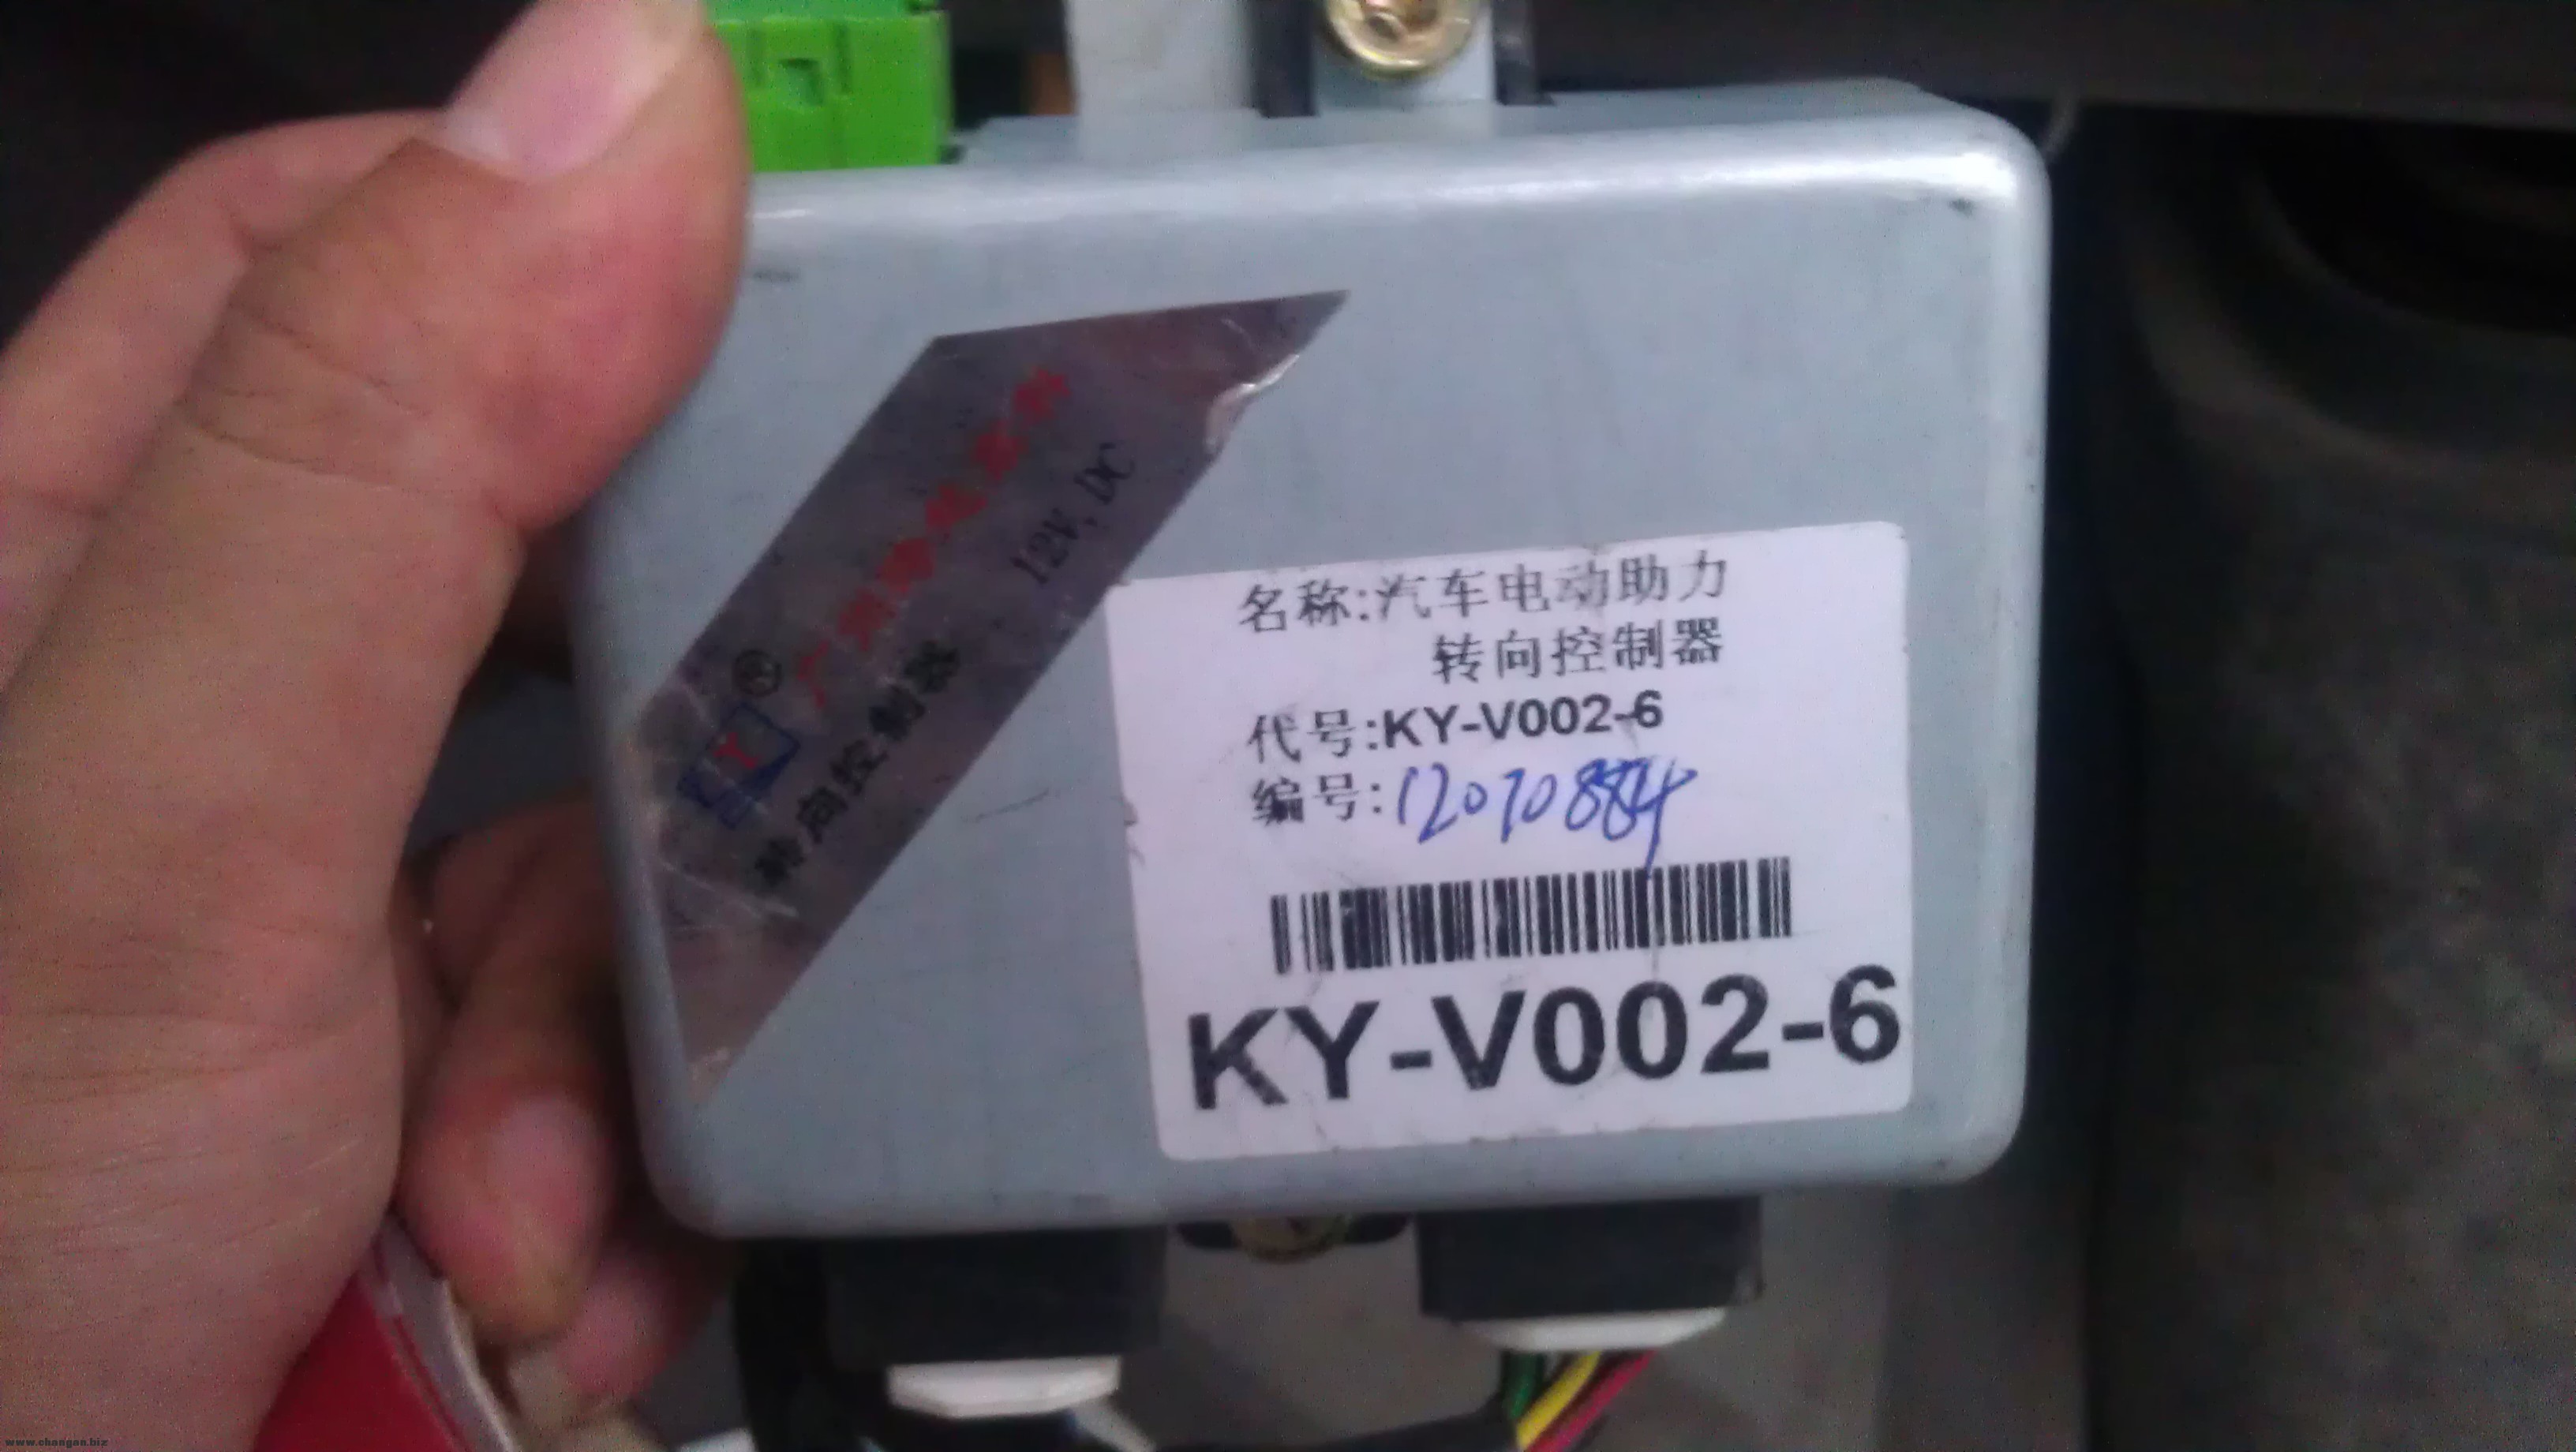 KY®
转向控制器
12V, DC
名称:汽车电动助力
转向控制器
代号:KY-V002-6
编号:12070884
KY-V002-6
www.changan.biz